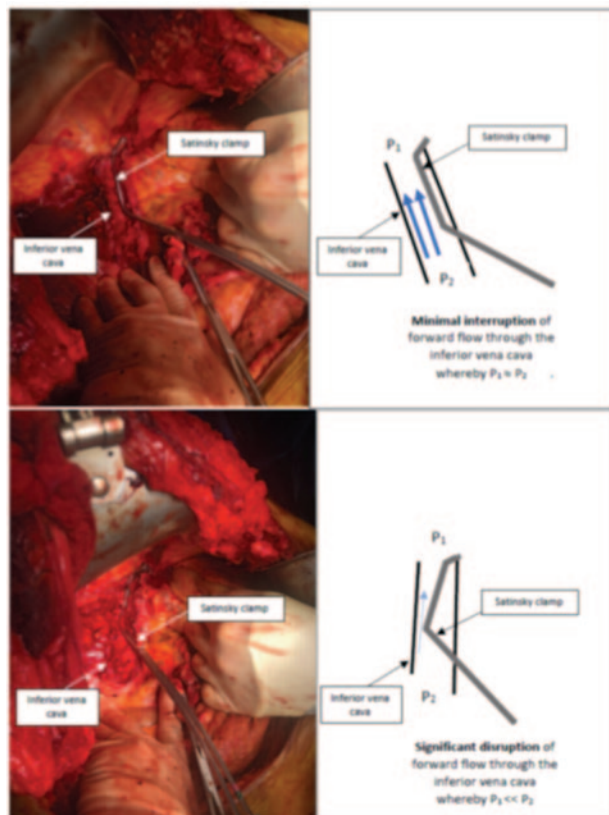 Satinsky clamp
Inferior vena
cava
P₁
Satinsky clamp
Inferior vena
cava
P₂
Minimal interruption of
forward flow through the
inferior vena cava
whereby P₁ ≈ P₂ .
Satinsky clamp
Inferior vena
cava
P₁
Satinsky clamp
Inferior vena
cava
P₂
Significant disruption of
forward flow through the
inferior vena cava
whereby P₁ << P₂